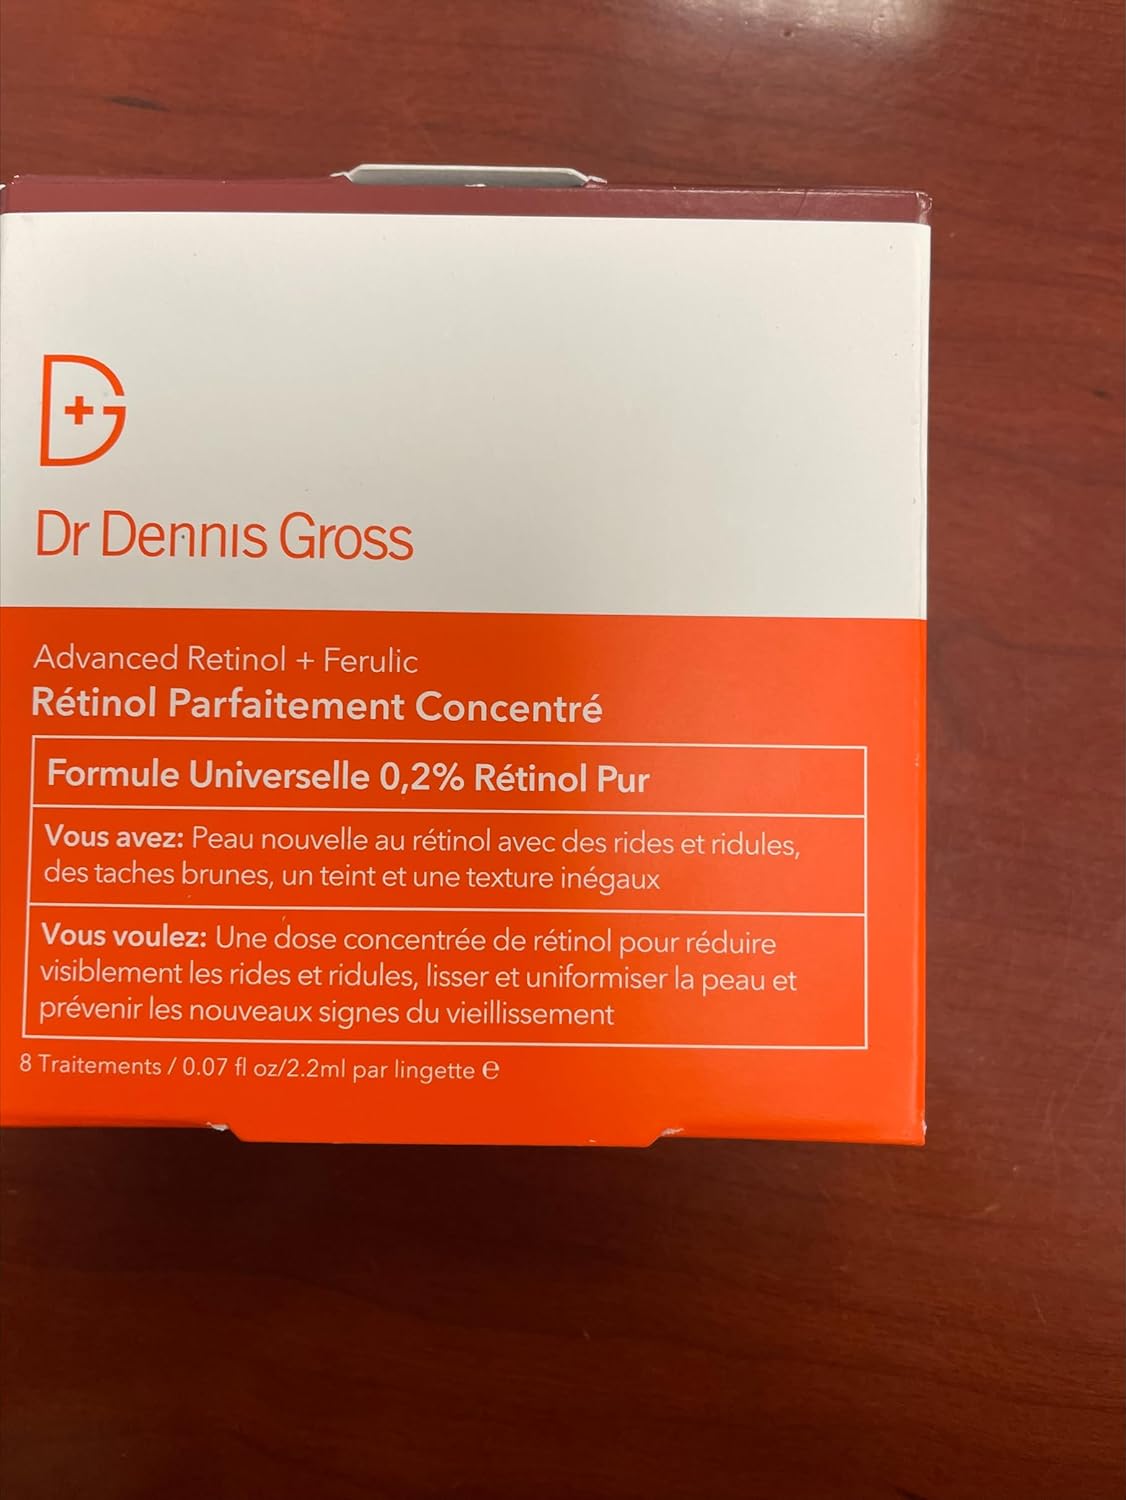 D+G
Dr Dennis Gross
Advanced Retinol + Ferulic
Rétinol Parfaitement Concentré
Formule Universelle 0,2% Rétinol Pur
Vous avez: Peau nouvelle au rétinol avec des rides et ridules,
des taches brunes, un teint et une texture inégaux
Vous voulez: Une dose concentrée de rétinol pour réduire
visiblement les rides et ridules, lisser et uniformiser la peau et
prévenir les nouveaux signes du vieillissement
8 Traitements / 0.07 fl oz/2.2ml par lingette ℮